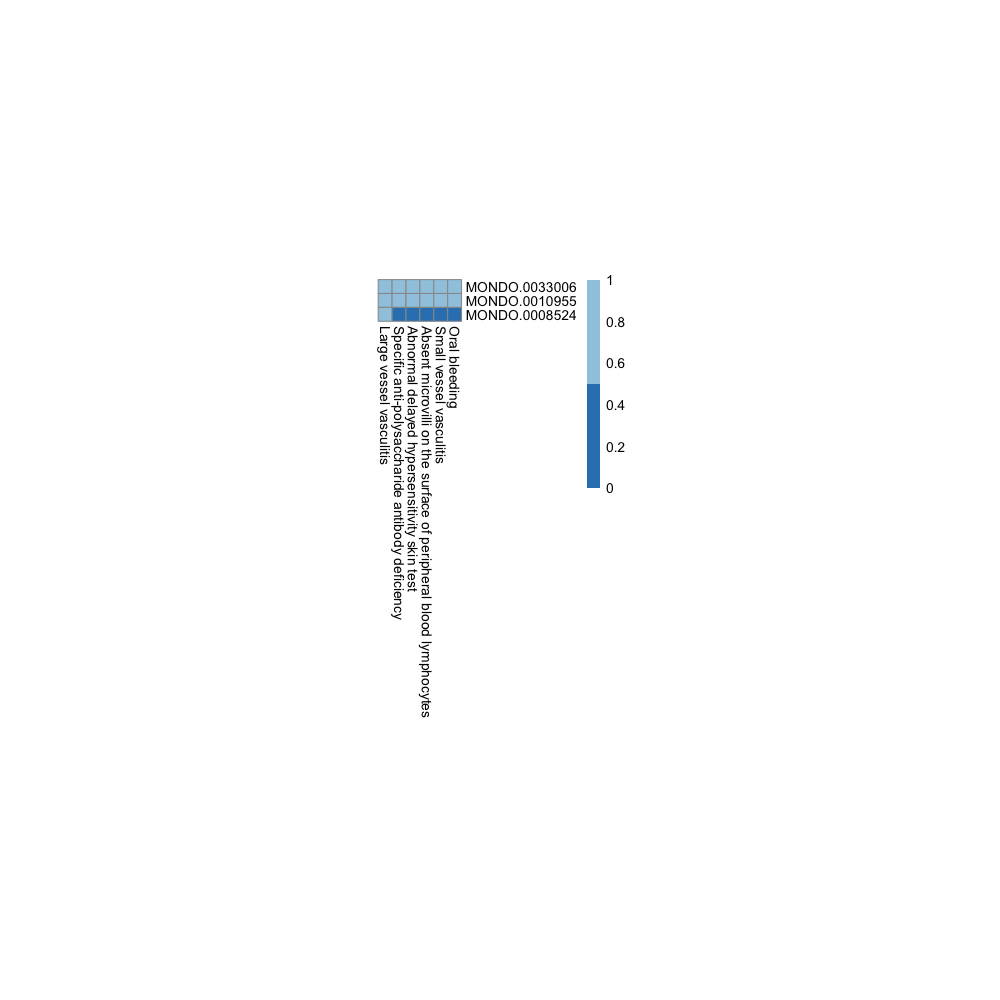 MONDO.0033006
MONDO.0010955
MONDO.0008524
Large vessel vasculitis
Specific anti-polysaccharide antibody deficiency
Abnormal delayed hypersensitivity skin test
Absent microvilli on the surface of peripheral blood lymphocytes
Small vessel vasculitis
Oral bleeding
1
0.8
0.6
0.4
0.2
0